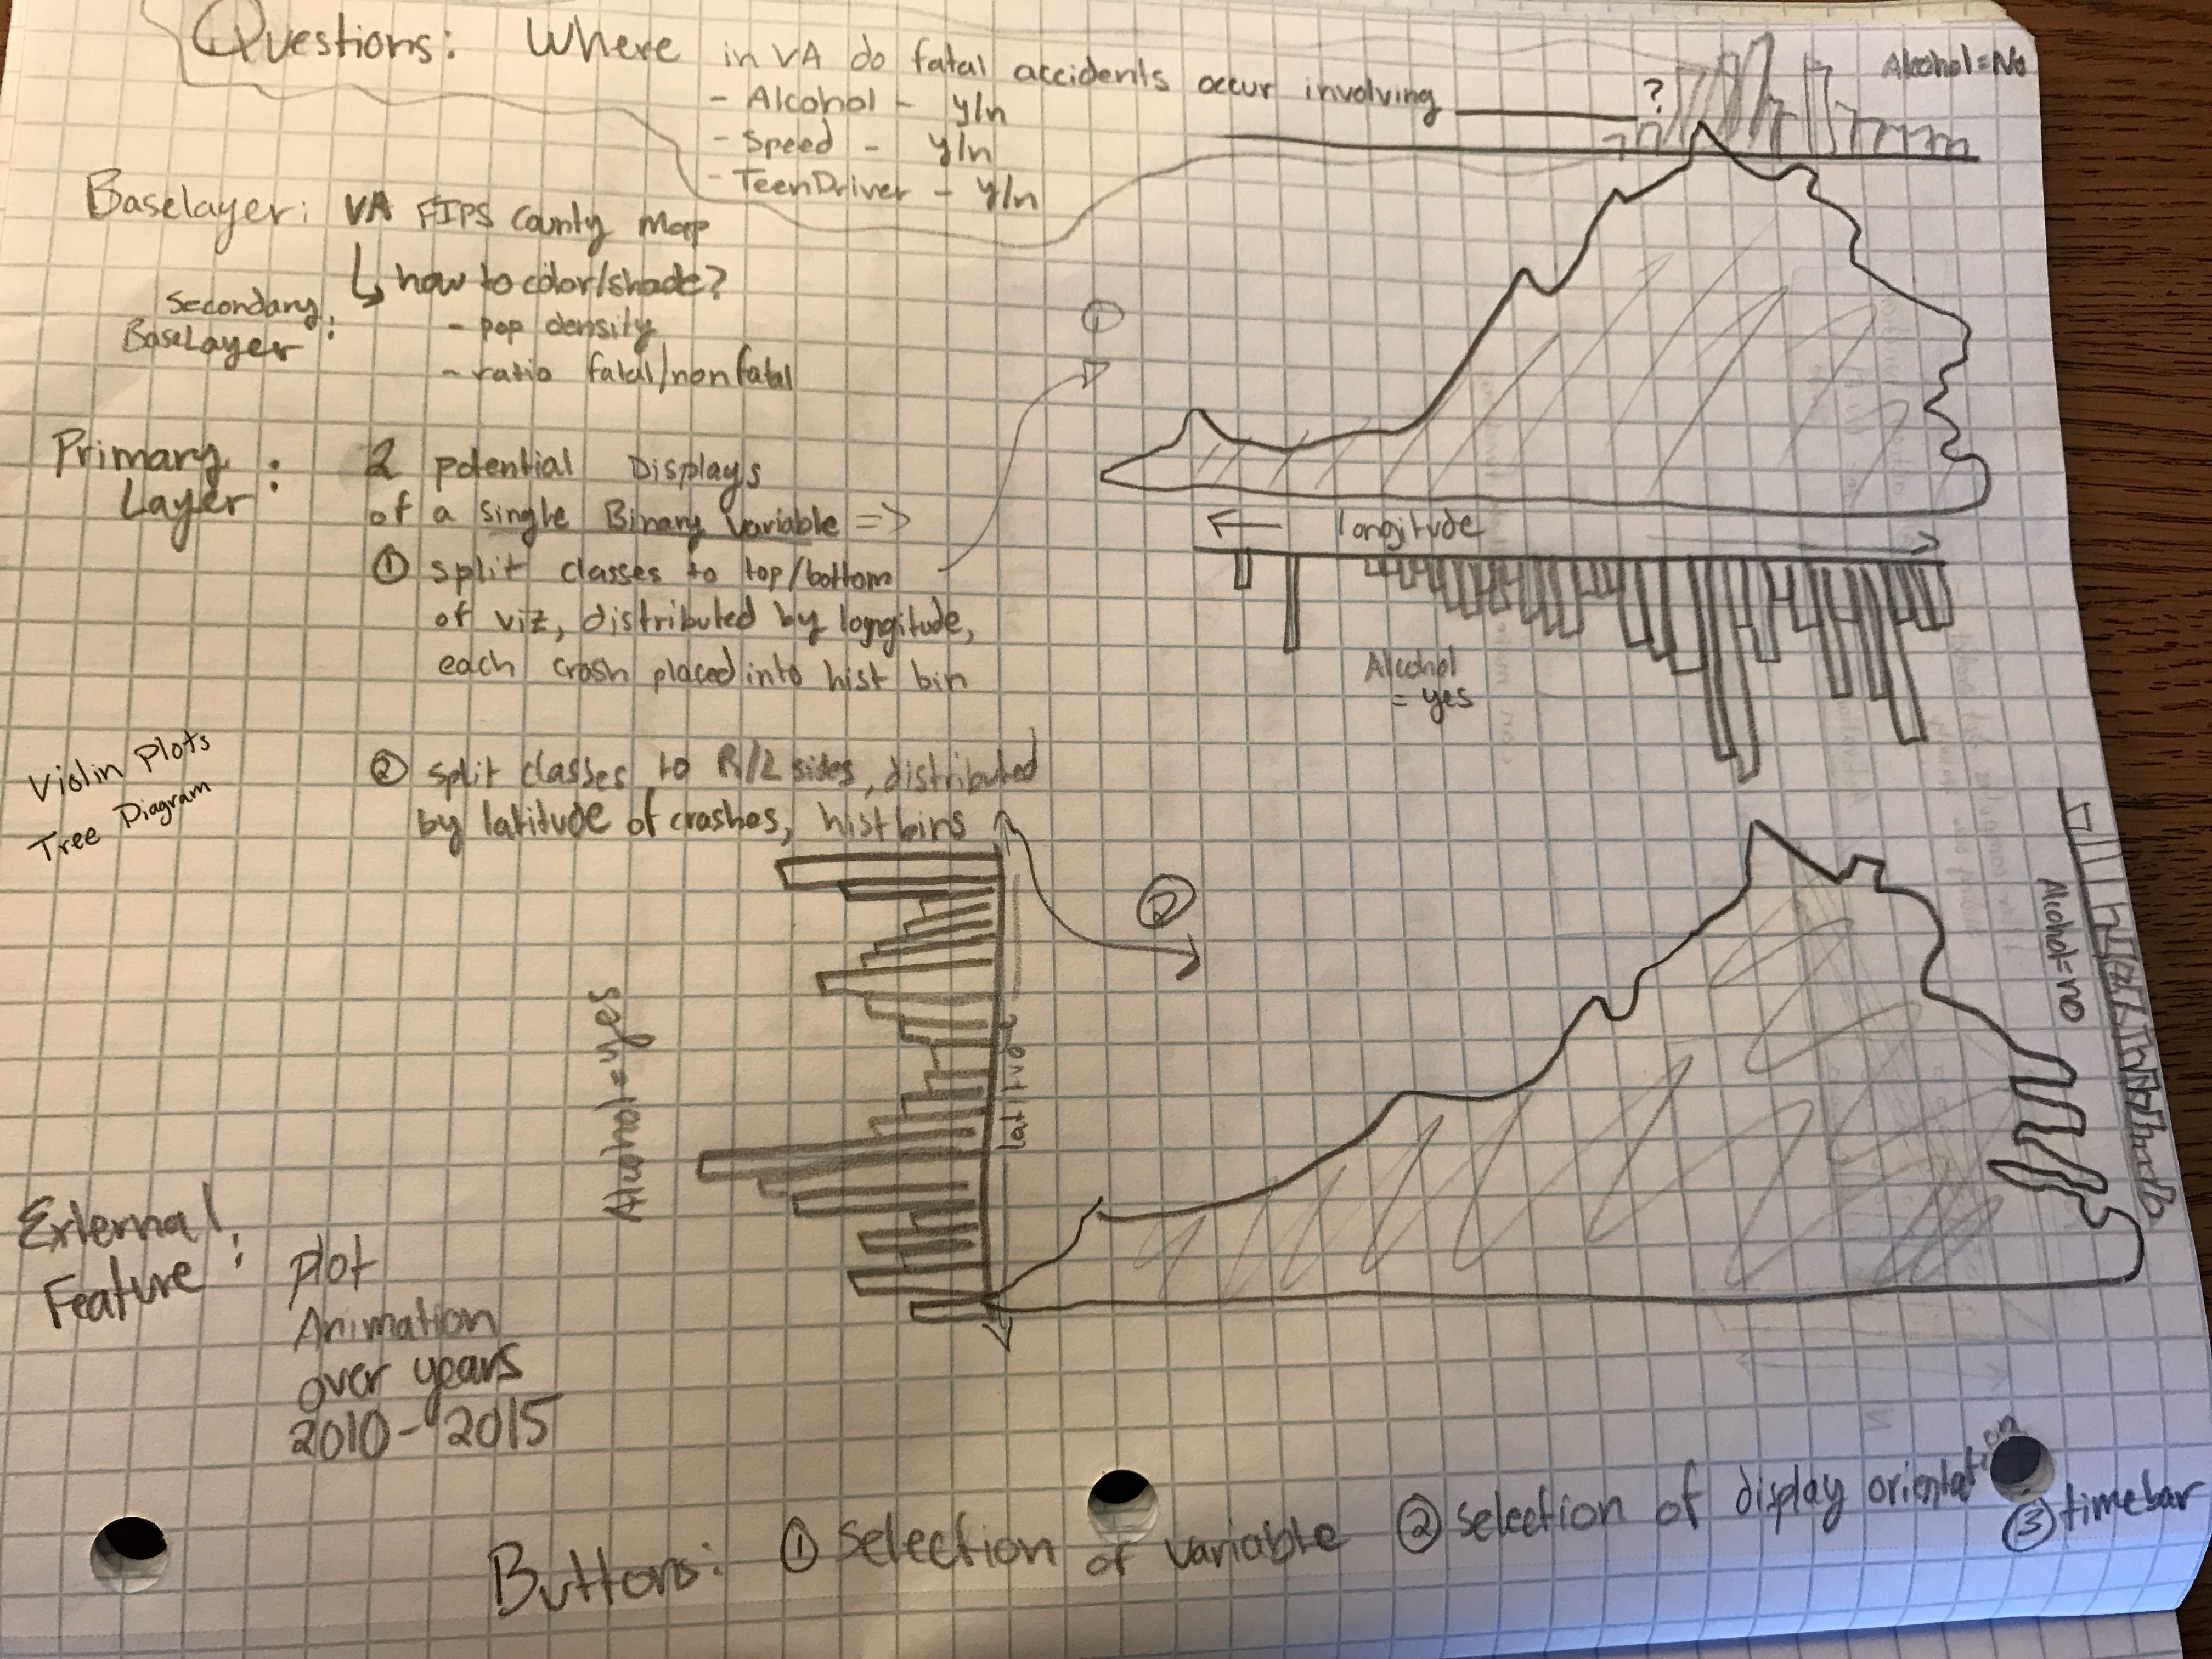 Questions: Where in VA do fatal accidents occur involving ?
- Alcohol - y/n
- Speed - y/n
- TeenDriver - y/n
Baselayer: VA FIPS county map
↳ how to color/shade?
Secondary:
Baselayer
- pop density
- ratio fatal/nonfatal
Primary:
Layer:
2 potential Displays
of a single Binary Variable =>
① split classes to top/bottom
of viz, distributed by longitude,
each crash placed into hist bin
② split classes to R/L sides, distributed
by latitude of crashes, hist bins
Violin Plots
Tree Diagram
①
Alcohol=No
longitude
Alcohol
= yes
②
Alcohol=yes
latitude
Alcohol=no
External:
Feature:
Plot
Animation
over years
2010-2015
Buttons: ① Selection of variable ② selection of display orientation ③ timebar